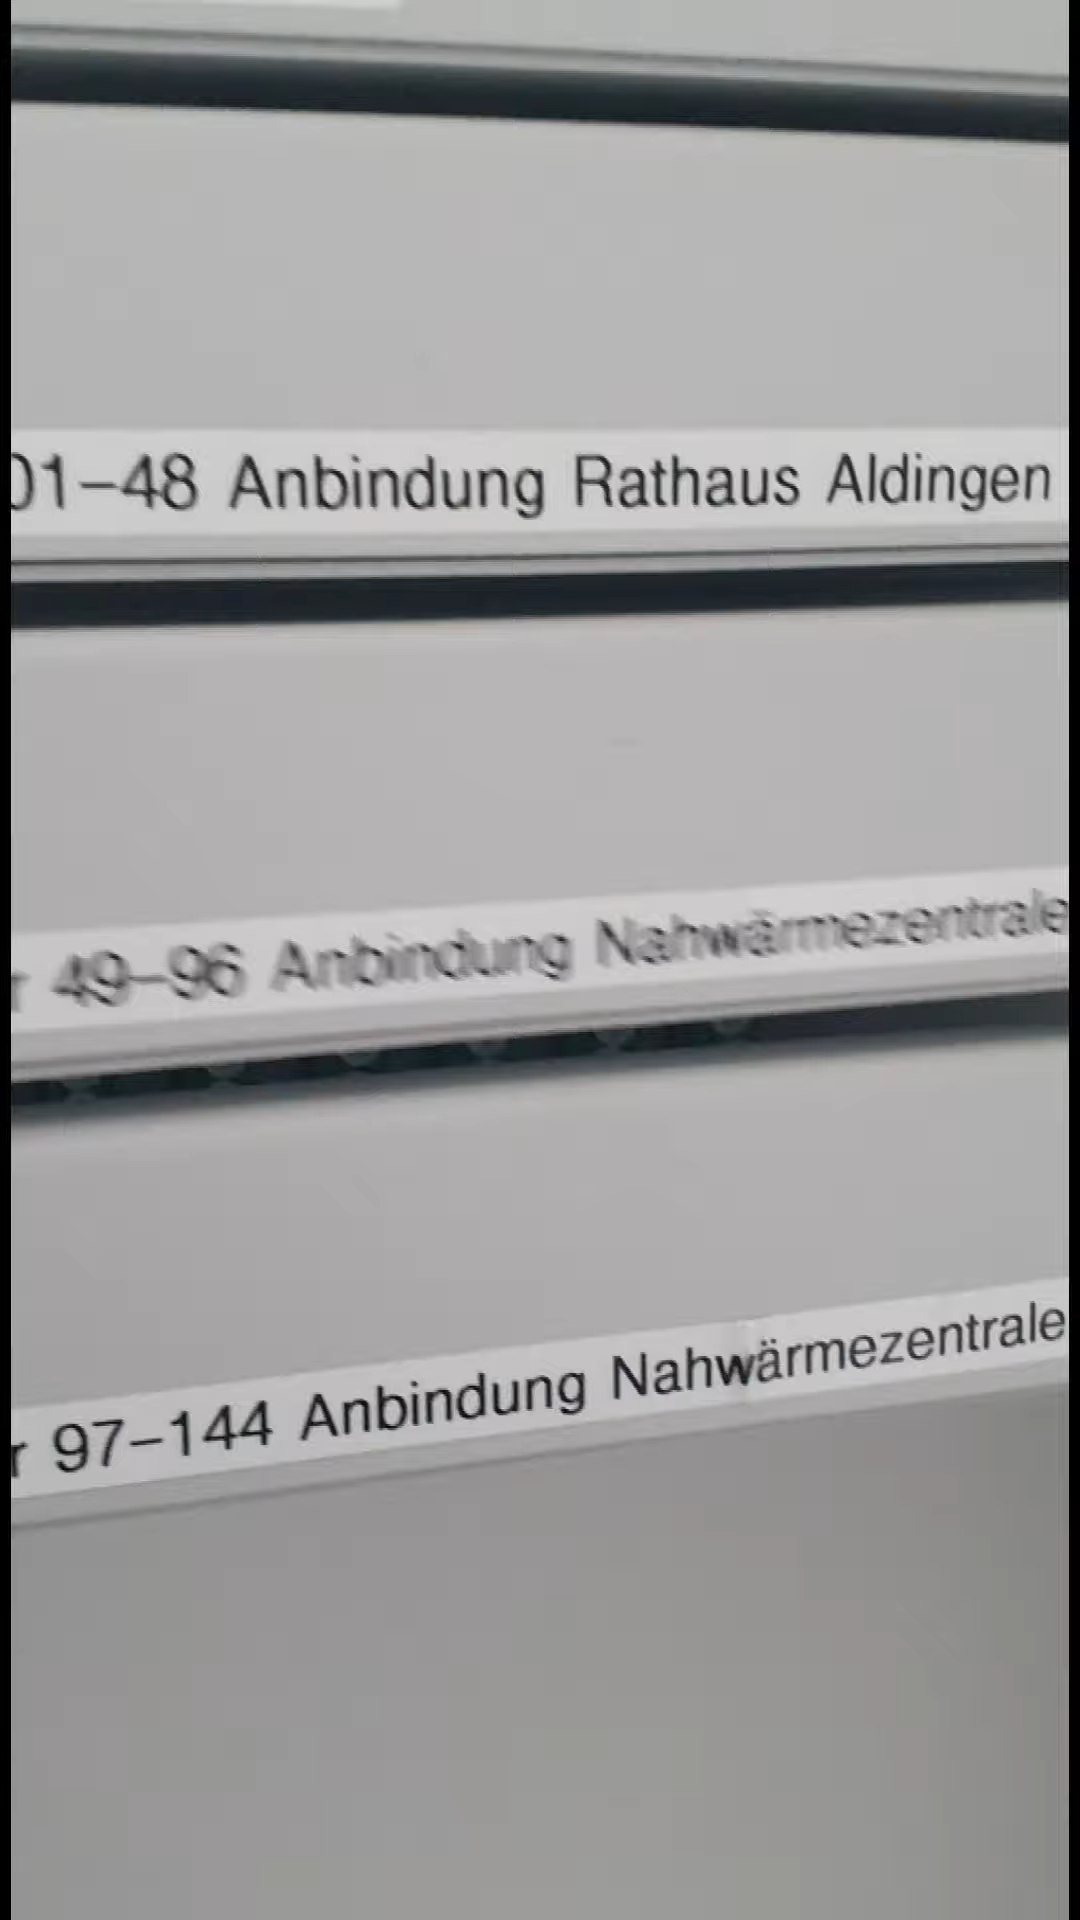 01–48 Anbindung Rathaus Aldingen
r 49–96 Anbindung Nahwärmezentrale
r 97–144 Anbindung Nahwärmezentrale